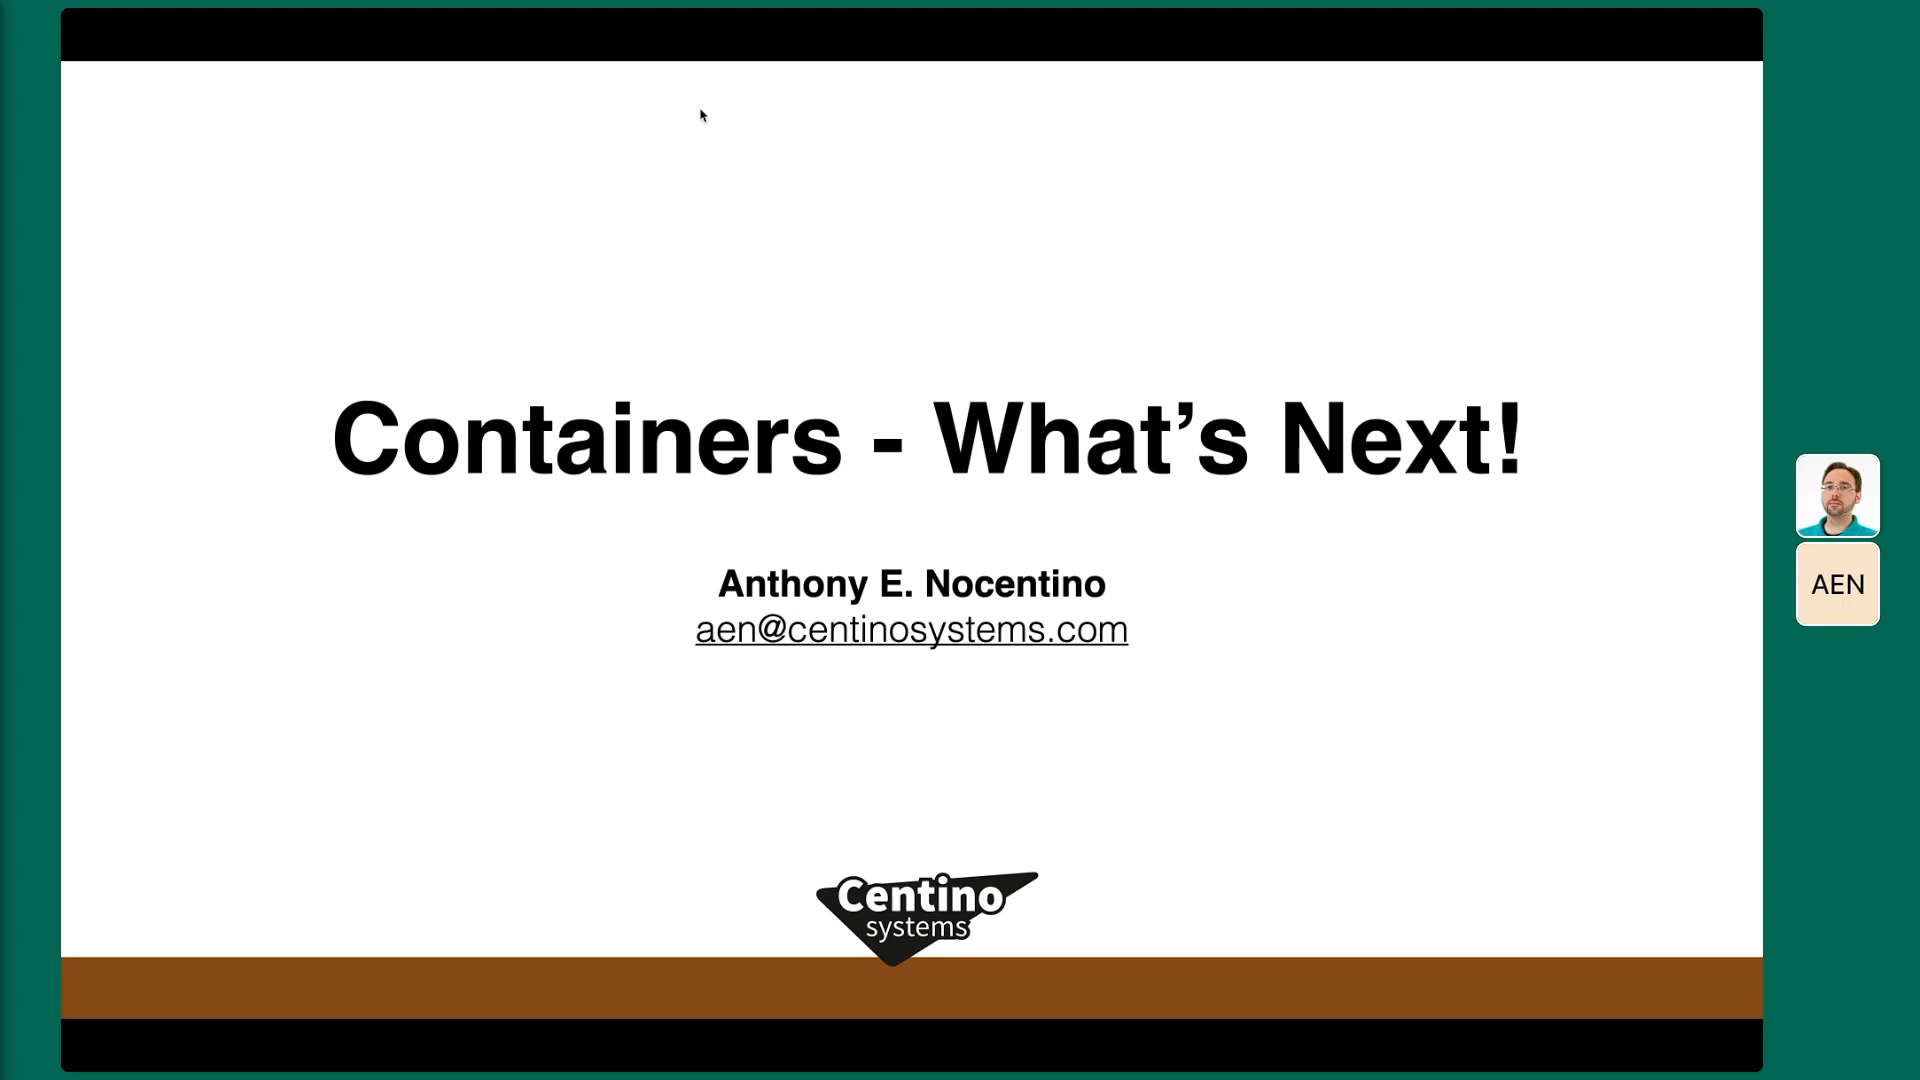 Containers - What’s Next!
Anthony E. Nocentino
aen@centinosystems.com
AEN
Centino
systems